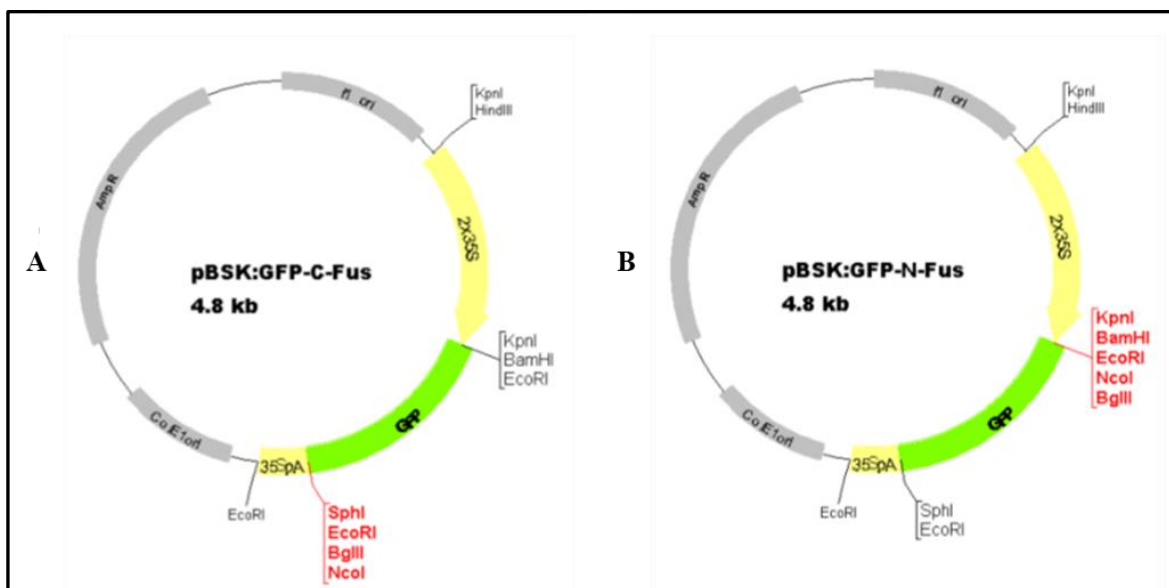 A
f1 ori
KpnI
HindIII
2x35S
KpnI
BamHI
EcoRI
GFP
SphI
EcoRI
BglII
NcoI
35SpA
EcoRI
ColE1ori
AmpR
pBSK:GFP-C-Fus
4.8 kb
B
f1 ori
KpnI
HindIII
2x35S
KpnI
BamHI
EcoRI
NcoI
BglII
GFP
SphI
EcoRI
35SpA
EcoRI
ColE1ori
AmpR
pBSK:GFP-N-Fus
4.8 kb